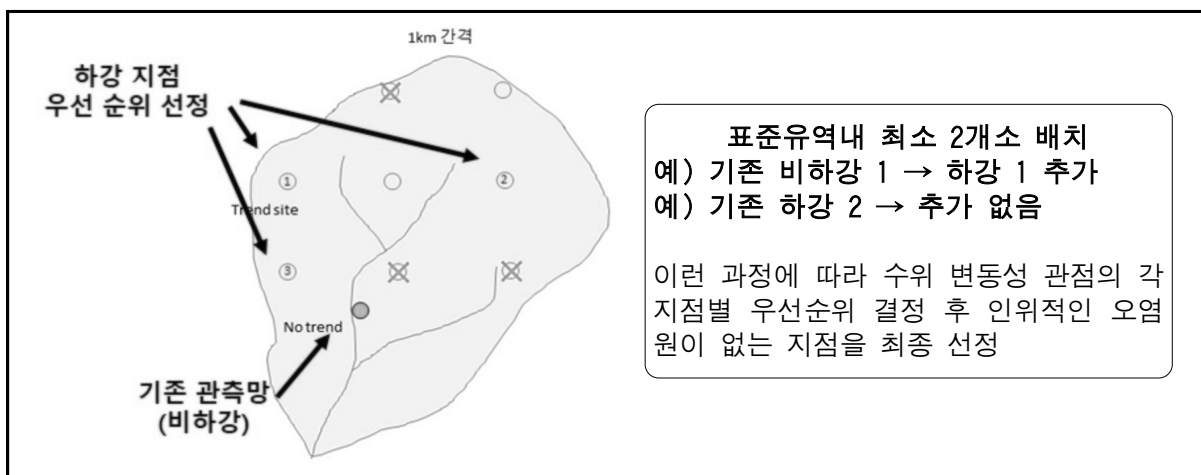 1km 간격
하강 지점
우선 순위 선정
①
②
Trend site
③
No trend
기존 관측망
(비하강)
표준유역내 최소 2개소 배치
예) 기존 비하강 1 → 하강 1 추가
예) 기존 하강 2 → 추가 없음
이런 과정에 따라 수위 변동성 관점의 각
지점별 우선순위 결정 후 인위적인 오염
원이 없는 지점을 최종 선정